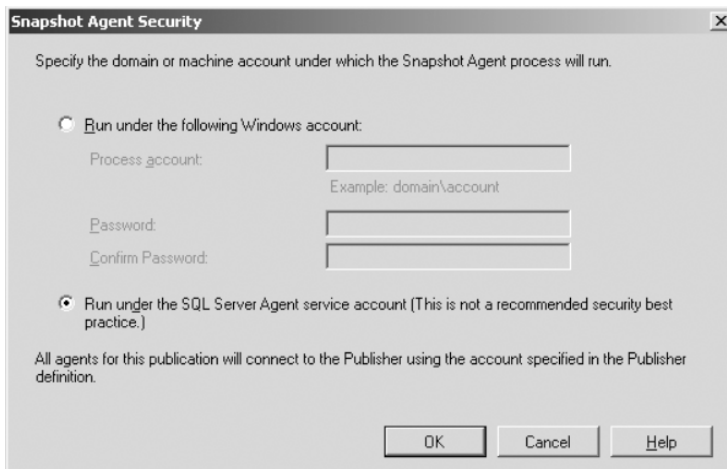 Snapshot Agent Security
Specify the domain or machine account under which the Snapshot Agent process will run.
Run under the following Windows account:
Process account:
Example: domain\account
Password:
Confirm Password:
Run under the SQL Server Agent service account (This is not a recommended security best
practice.)
All agents for this publication will connect to the Publisher using the account specified in the Publisher
definition.
OK Cancel Help